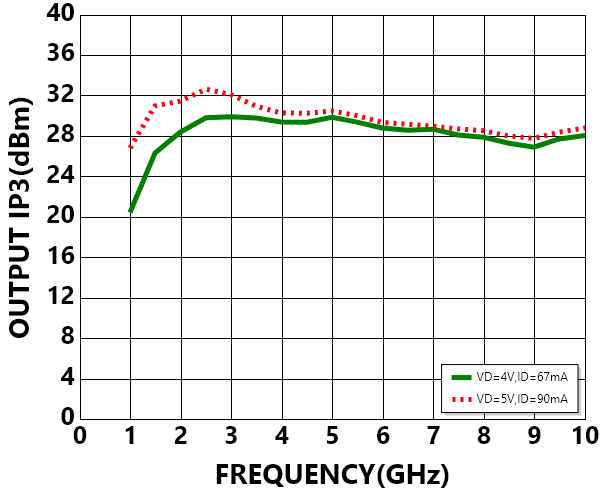 OUTPUT IP3(dBm)
40
36
32
28
24
20
16
12
8
4
0
0 1 2 3 4 5 6 7 8 9 10
FREQUENCY(GHz)
VD=4V,ID=67mA
VD=5V,ID=90mA